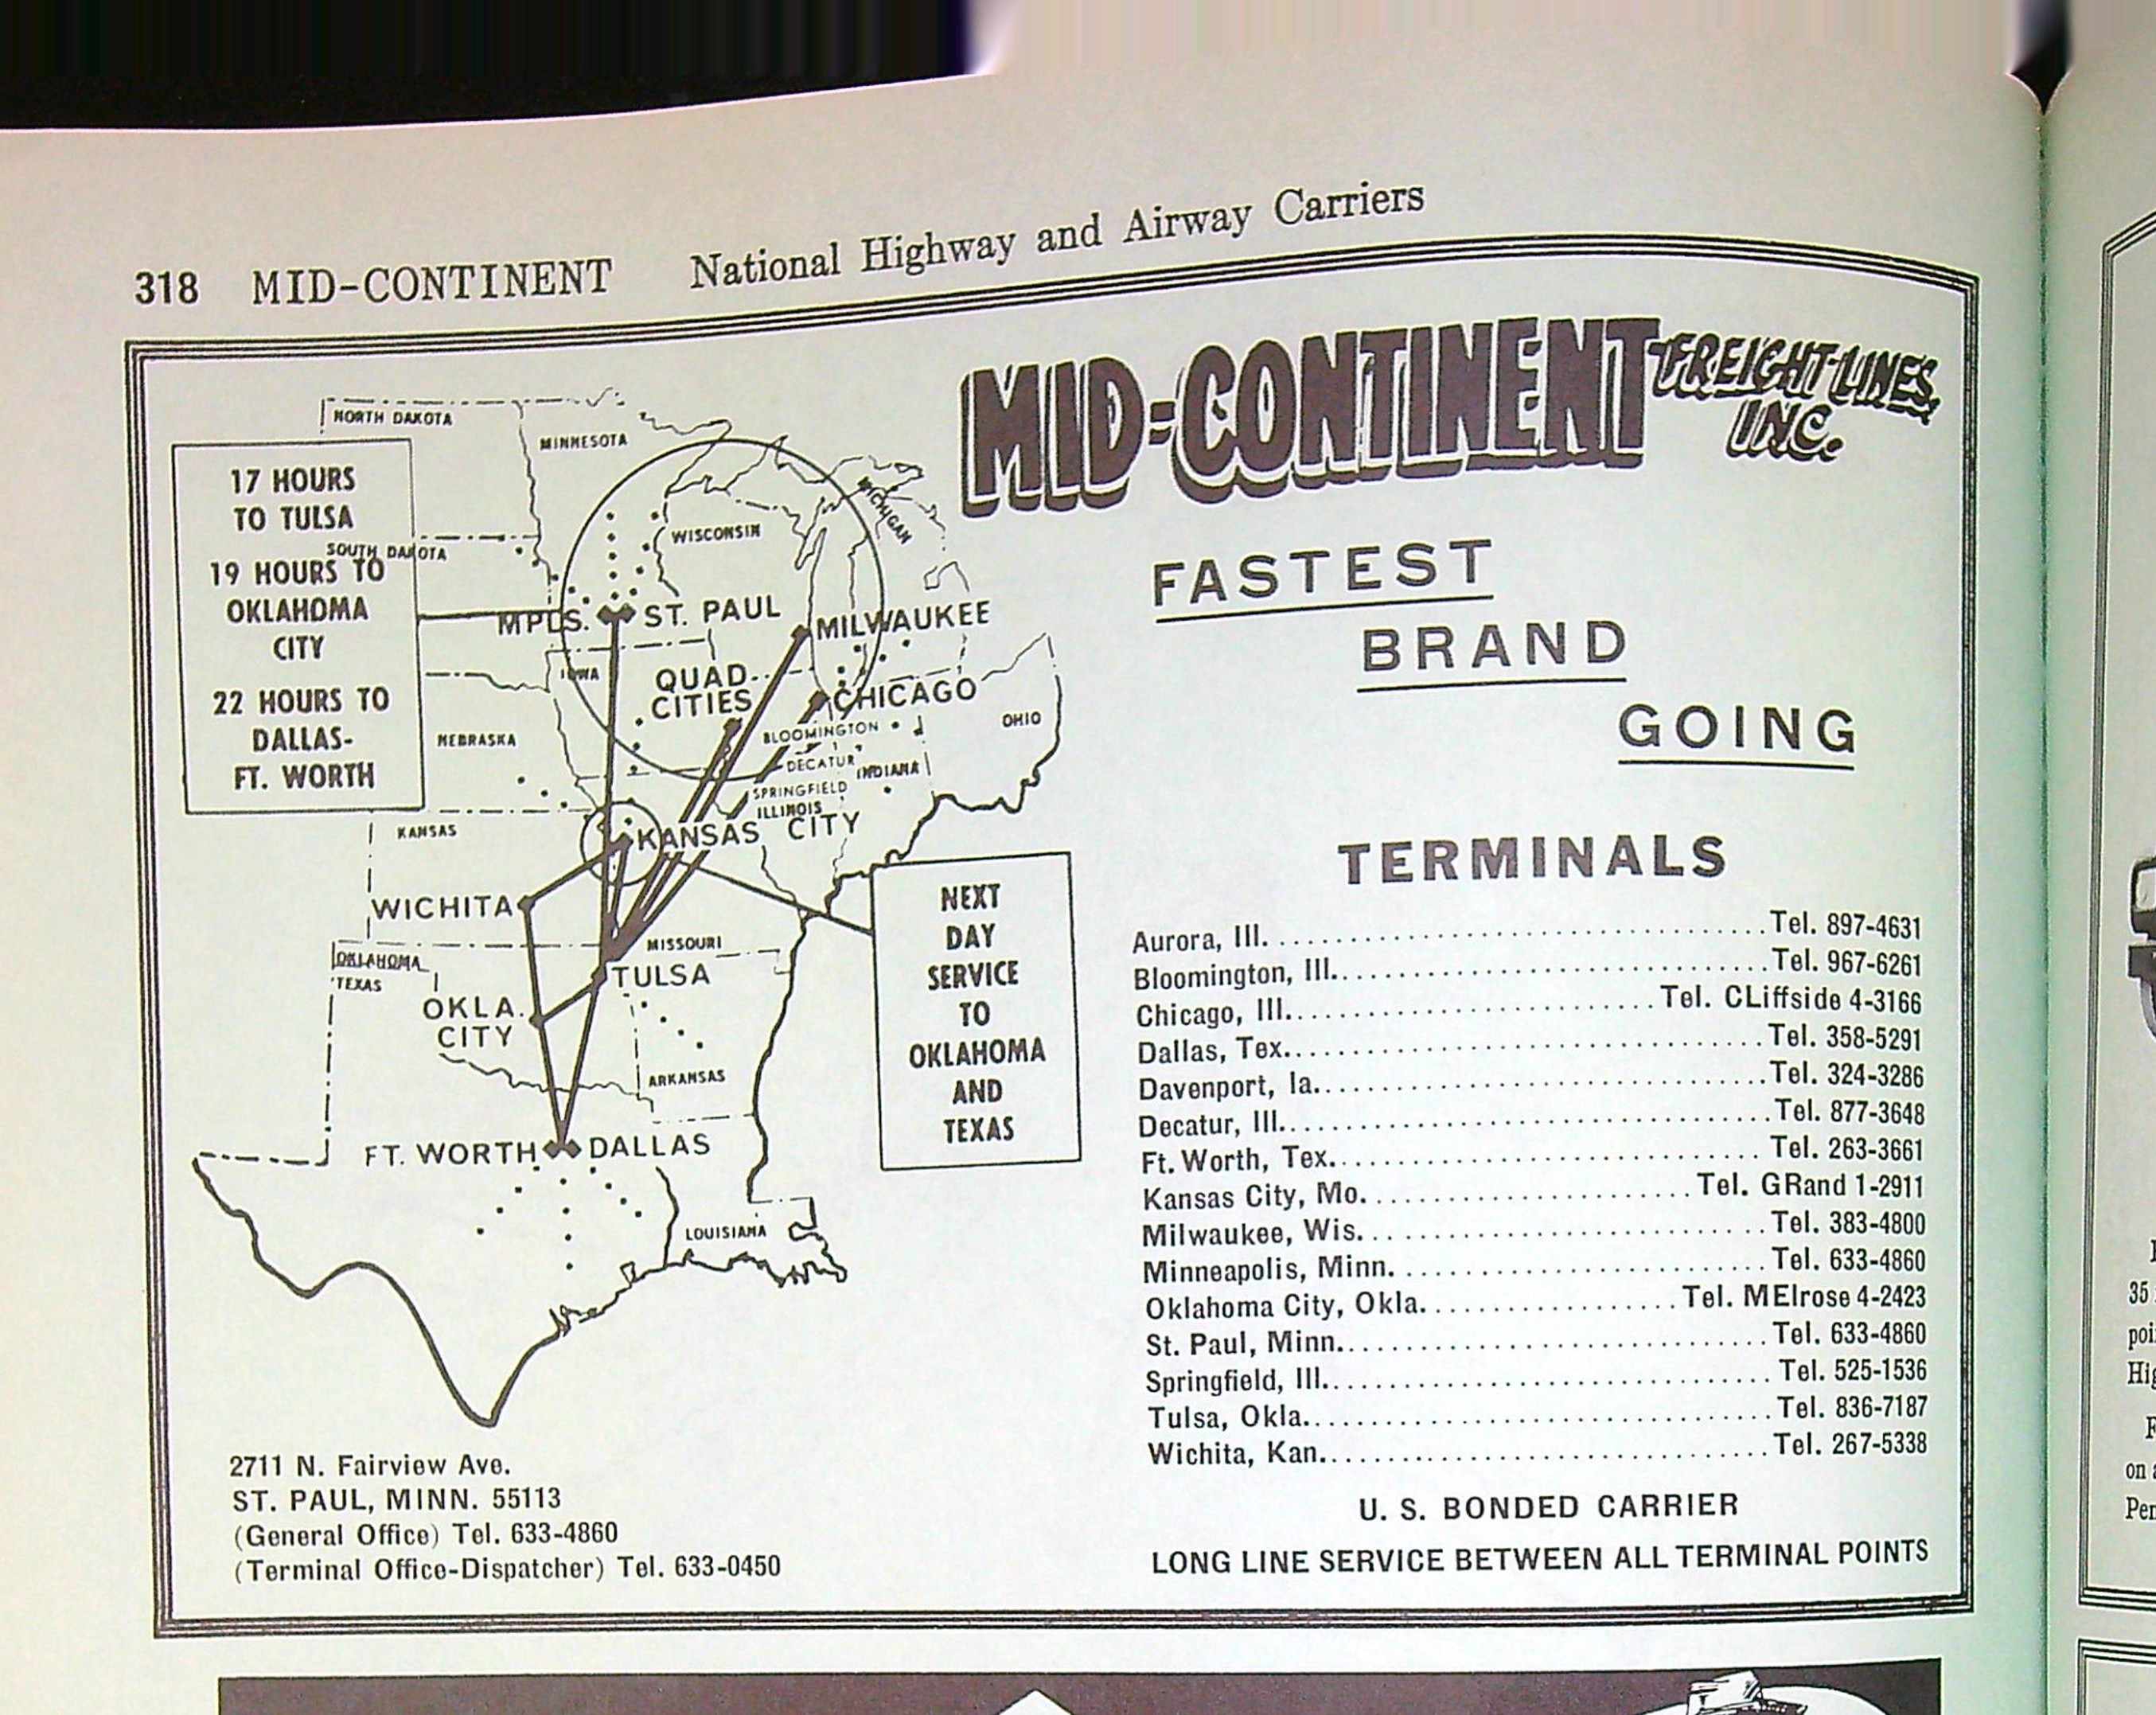 318 MID-CONTINENT National Highway and Airway Carriers
MID-CONTINENT FREIGHT LINES, INC.
FASTEST
BRAND
GOING
17 HOURS
TO TULSA
19 HOURS TO
OKLAHOMA
CITY
22 HOURS TO
DALLAS-
FT. WORTH
NORTH DAKOTA
MINNESOTA
SOUTH DAKOTA
WISCONSIN
MICHIGAN
MPLS.
ST. PAUL
MILWAUKEE
IOWA
QUAD
CITIES
CHICAGO
NEBRASKA
BLOOMINGTON
OHIO
DECATUR
INDIANA
SPRINGFIELD
ILLINOIS
KANSAS
KANSAS CITY
WICHITA
MISSOURI
OKLAHOMA
TEXAS
TULSA
OKLA.
CITY
ARKANSAS
FT. WORTH
DALLAS
LOUISIANA
NEXT
DAY
SERVICE
TO
OKLAHOMA
AND
TEXAS
2711 N. Fairview Ave.
ST. PAUL, MINN. 55113
(General Office) Tel. 633-4860
(Terminal Office-Dispatcher) Tel. 633-0450
TERMINALS
Aurora, Ill. Tel. 897-4631
Bloomington, Ill. Tel. 967-6261
Chicago, Ill. Tel. CLiffside 4-3166
Dallas, Tex. Tel. 358-5291
Davenport, Ia. Tel. 324-3286
Decatur, Ill. Tel. 877-3648
Ft. Worth, Tex. Tel. 263-3661
Kansas City, Mo. Tel. GRand 1-2911
Milwaukee, Wis. Tel. 383-4800
Minneapolis, Minn. Tel. 633-4860
Oklahoma City, Okla. Tel. MElrose 4-2423
St. Paul, Minn. Tel. 633-4860
Springfield, Ill. Tel. 525-1536
Tulsa, Okla. Tel. 836-7187
Wichita, Kan. Tel. 267-5338
U. S. BONDED CARRIER
LONG LINE SERVICE BETWEEN ALL TERMINAL POINTS
35
on